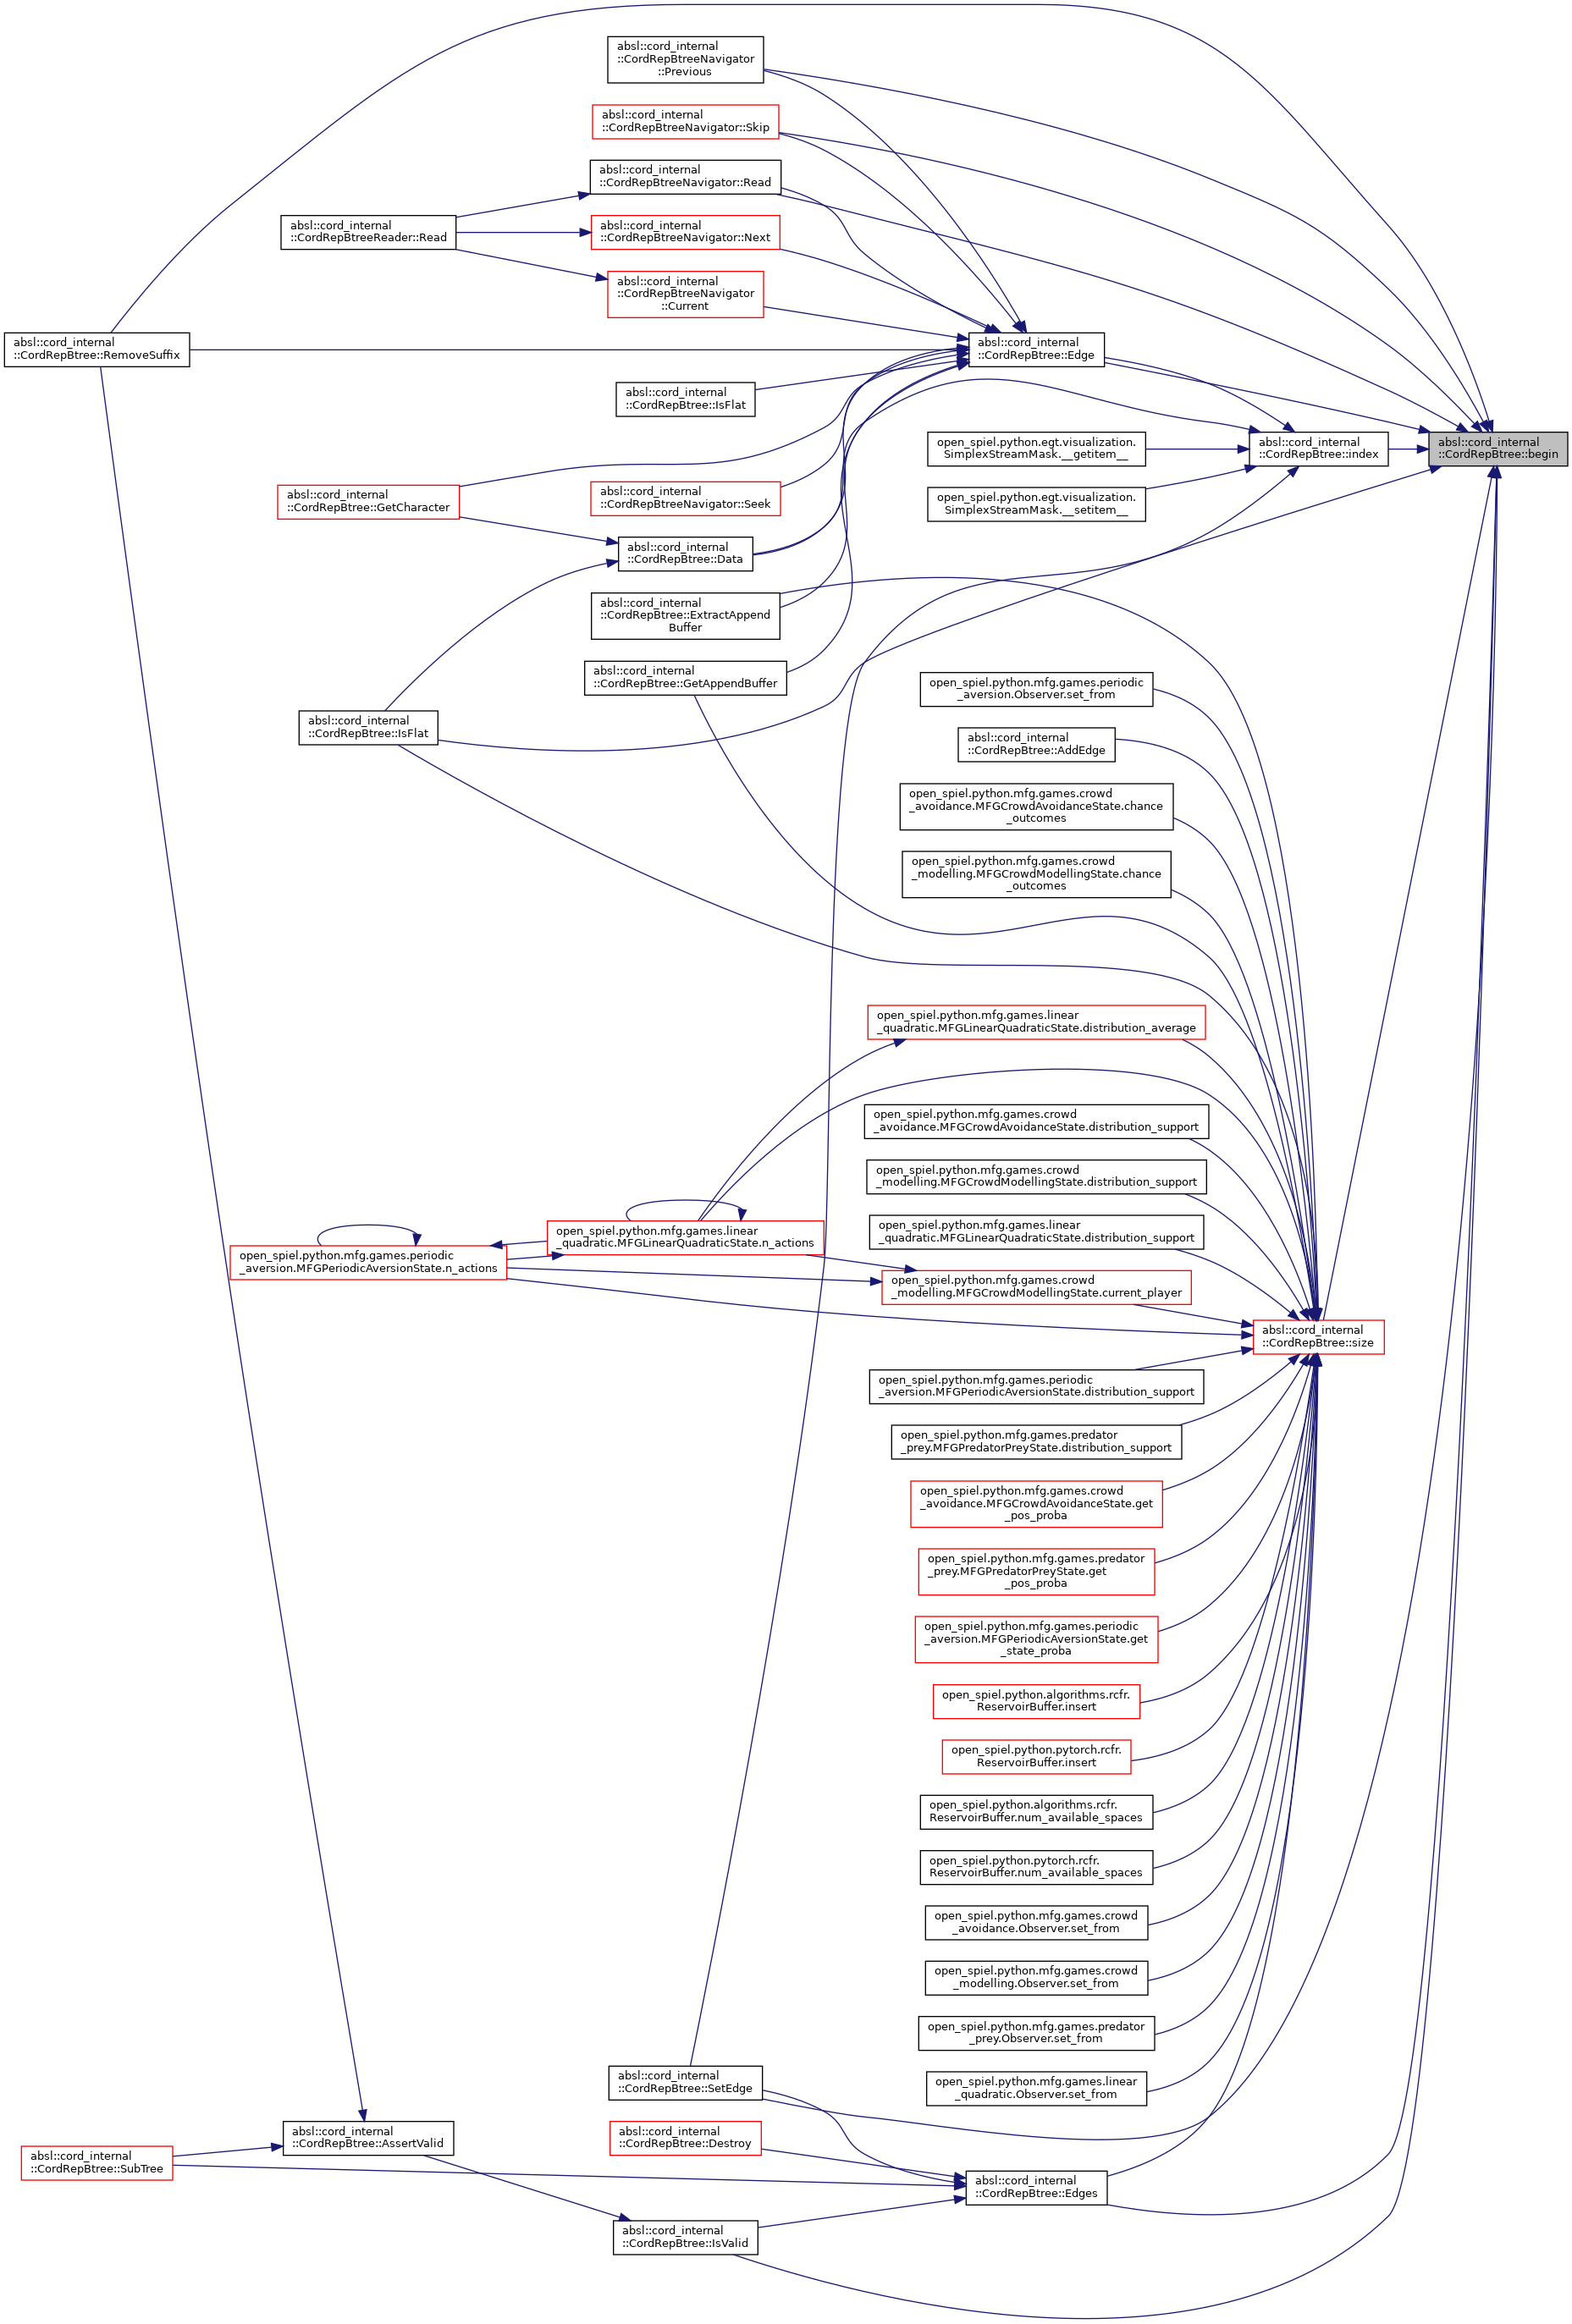 absl::cord_internal
::CordRepBtreeNavigator
::Previous
absl::cord_internal
::CordRepBtreeNavigator::Skip
absl::cord_internal
::CordRepBtreeNavigator::Read
absl::cord_internal
::CordRepBtreeReader::Read
absl::cord_internal
::CordRepBtreeNavigator::Next
absl::cord_internal
::CordRepBtreeNavigator
::Current
absl::cord_internal
::CordRepBtree::RemoveSuffix
absl::cord_internal
::CordRepBtree::Edge
absl::cord_internal
::CordRepBtree::IsFlat
open_spiel.python.egt.visualization.
SimplexStreamMask.__getitem__
absl::cord_internal
::CordRepBtree::index
absl::cord_internal
::CordRepBtree::begin
absl::cord_internal
::CordRepBtree::GetCharacter
absl::cord_internal
::CordRepBtreeNavigator::Seek
open_spiel.python.egt.visualization.
SimplexStreamMask.__setitem__
absl::cord_internal
::CordRepBtree::Data
absl::cord_internal
::CordRepBtree::ExtractAppend
Buffer
absl::cord_internal
::CordRepBtree::GetAppendBuffer
open_spiel.python.mfg.games.periodic
_aversion.Observer.set_from
absl::cord_internal
::CordRepBtree::IsFlat
absl::cord_internal
::CordRepBtree::AddEdge
open_spiel.python.mfg.games.crowd
_avoidance.MFGCrowdAvoidanceState.chance
_outcomes
open_spiel.python.mfg.games.crowd
_modelling.MFGCrowdModellingState.chance
_outcomes
open_spiel.python.mfg.games.linear
_quadratic.MFGLinearQuadraticState.distribution_average
open_spiel.python.mfg.games.crowd
_avoidance.MFGCrowdAvoidanceState.distribution_support
open_spiel.python.mfg.games.crowd
_modelling.MFGCrowdModellingState.distribution_support
open_spiel.python.mfg.games.linear
_quadratic.MFGLinearQuadraticState.distribution_support
open_spiel.python.mfg.games.linear
_quadratic.MFGLinearQuadraticState.n_actions
open_spiel.python.mfg.games.periodic
_aversion.MFGPeriodicAversionState.n_actions
open_spiel.python.mfg.games.crowd
_modelling.MFGCrowdModellingState.current_player
absl::cord_internal
::CordRepBtree::size
open_spiel.python.mfg.games.periodic
_aversion.MFGPeriodicAversionState.distribution_support
open_spiel.python.mfg.games.predator
_prey.MFGPredatorPreyState.distribution_support
open_spiel.python.mfg.games.crowd
_avoidance.MFGCrowdAvoidanceState.get
_pos_proba
open_spiel.python.mfg.games.predator
_prey.MFGPredatorPreyState.get
_pos_proba
open_spiel.python.mfg.games.periodic
_aversion.MFGPeriodicAversionState.get
_state_proba
open_spiel.python.algorithms.rcfr.
ReservoirBuffer.insert
open_spiel.python.pytorch.rcfr.
ReservoirBuffer.insert
open_spiel.python.algorithms.rcfr.
ReservoirBuffer.num_available_spaces
open_spiel.python.pytorch.rcfr.
ReservoirBuffer.num_available_spaces
open_spiel.python.mfg.games.crowd
_avoidance.Observer.set_from
open_spiel.python.mfg.games.crowd
_modelling.Observer.set_from
open_spiel.python.mfg.games.predator
_prey.Observer.set_from
open_spiel.python.mfg.games.linear
_quadratic.Observer.set_from
absl::cord_internal
::CordRepBtree::SetEdge
absl::cord_internal
::CordRepBtree::AssertValid
absl::cord_internal
::CordRepBtree::Destroy
absl::cord_internal
::CordRepBtree::SubTree
absl::cord_internal
::CordRepBtree::Edges
absl::cord_internal
::CordRepBtree::IsValid